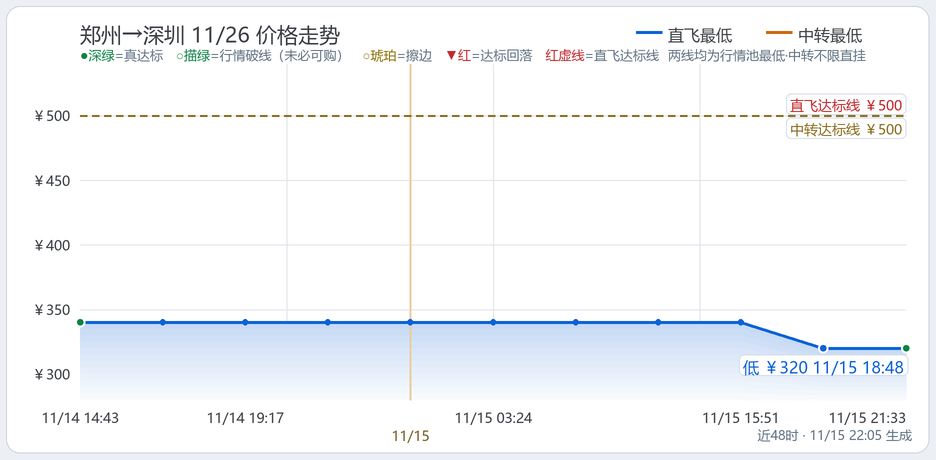 郑州→深圳 11/26 价格走势
直飞最低 中转最低
●深绿=真达标 ○描绿=行情破线（未必可购） ○琥珀=擦边 ▼红=达标回落 红虚线=直飞达标线 两线均为行情池最低·中转不限直挂
直飞达标线 ￥500
￥500
中转达标线 ￥500
￥450
￥400
￥350
￥300
低 ￥320 11/15 18:48
11/14 14:43 11/14 19:17 11/15 03:24 11/15 15:51 11/15 21:33
11/15
近48时 · 11/15 22:05 生成